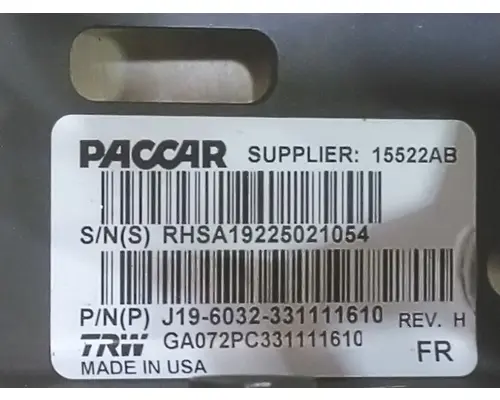 PACCAR SUPPLIER: 15522AB
S/N(S) RHSA19225021054
P/N(P) J19-6032-331111610 REV. H
TRW GA072PC331111610 FR
MADE IN USA